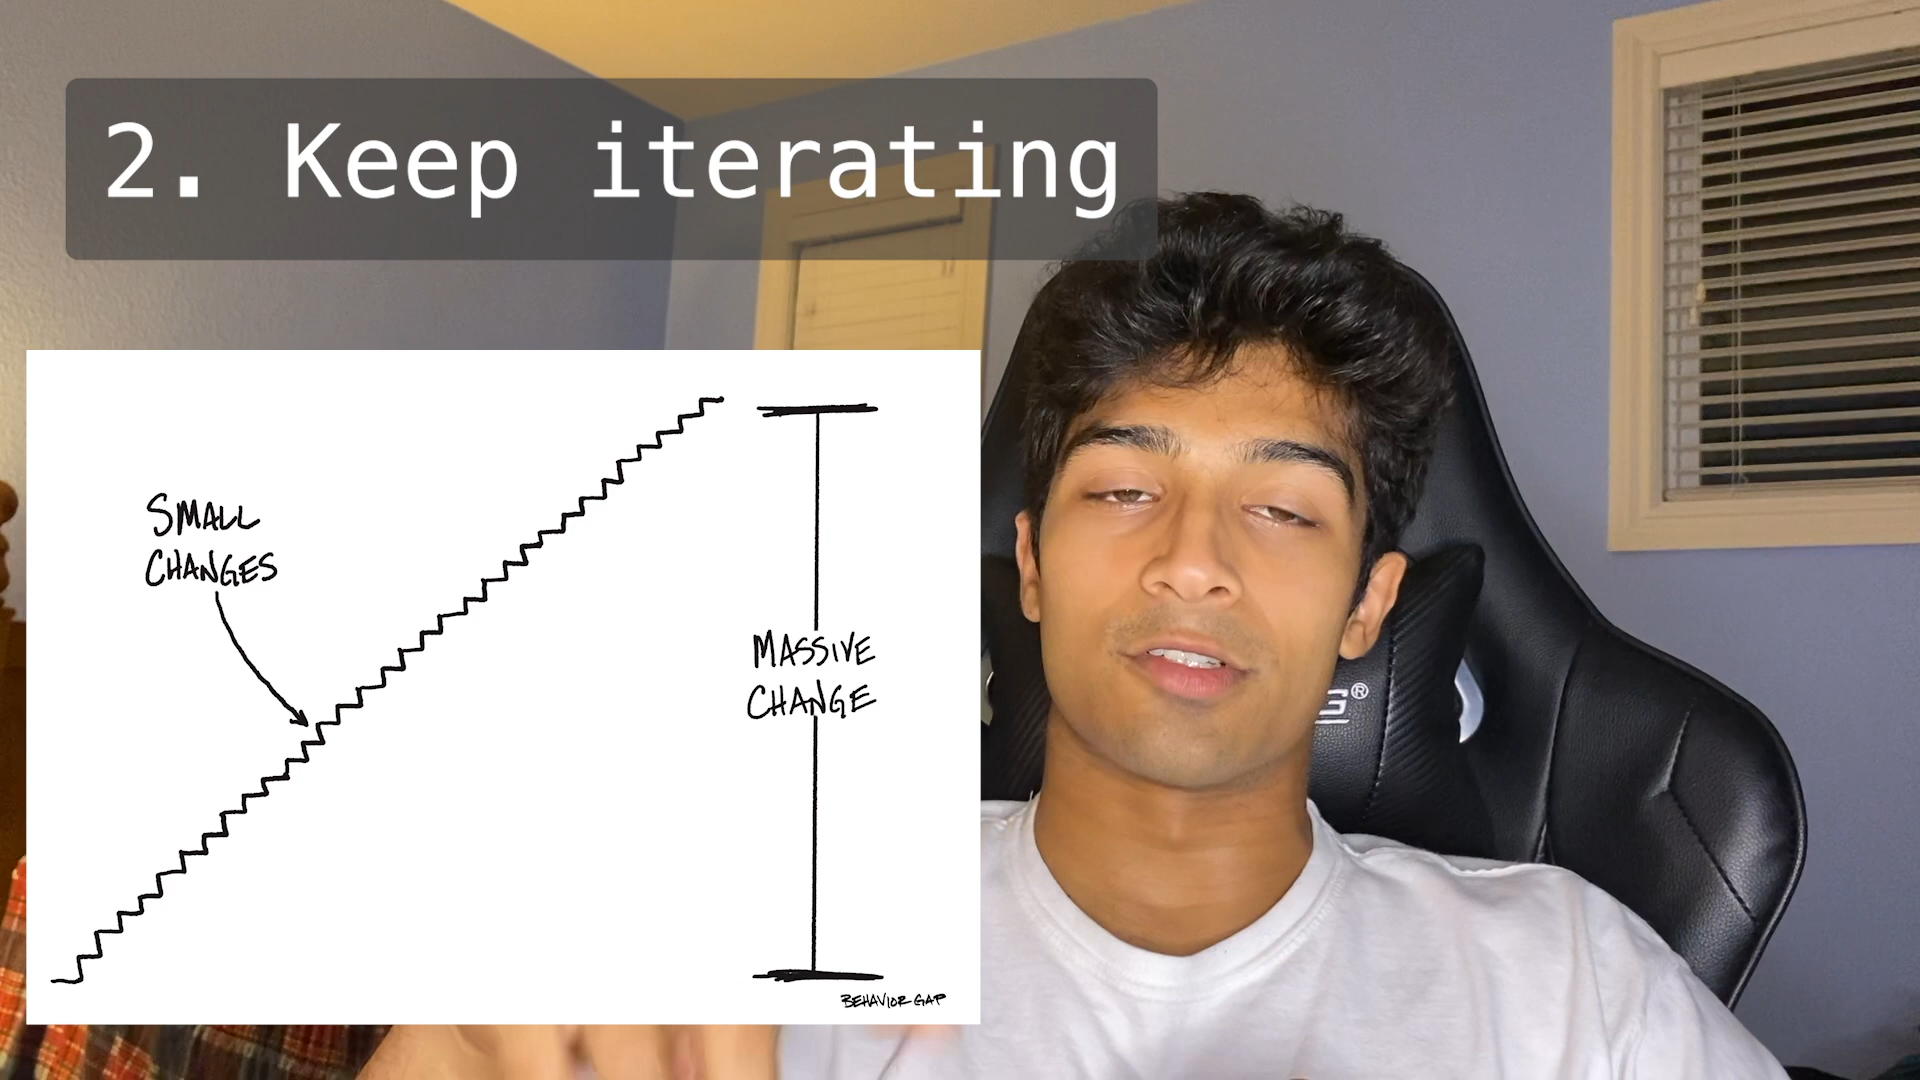 2. Keep iterating
SMALL
CHANGES
MASSIVE
CHANGE
BEHAVIOR GAP
G®